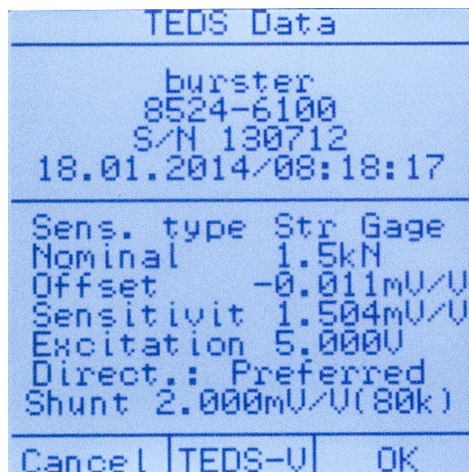 TEDS Data
burster
8524-6100
S/N 130712
18.01.2014/08:18:17
Sens. type Str Gage
Nominal 1.5kN
Offset -0.011mV/V
Sensitivit 1.504mV/V
Excitation 5.000V
Direct.: Preferred
Shunt 2.000mV/V(80k)
Cancel TEDS-V OK